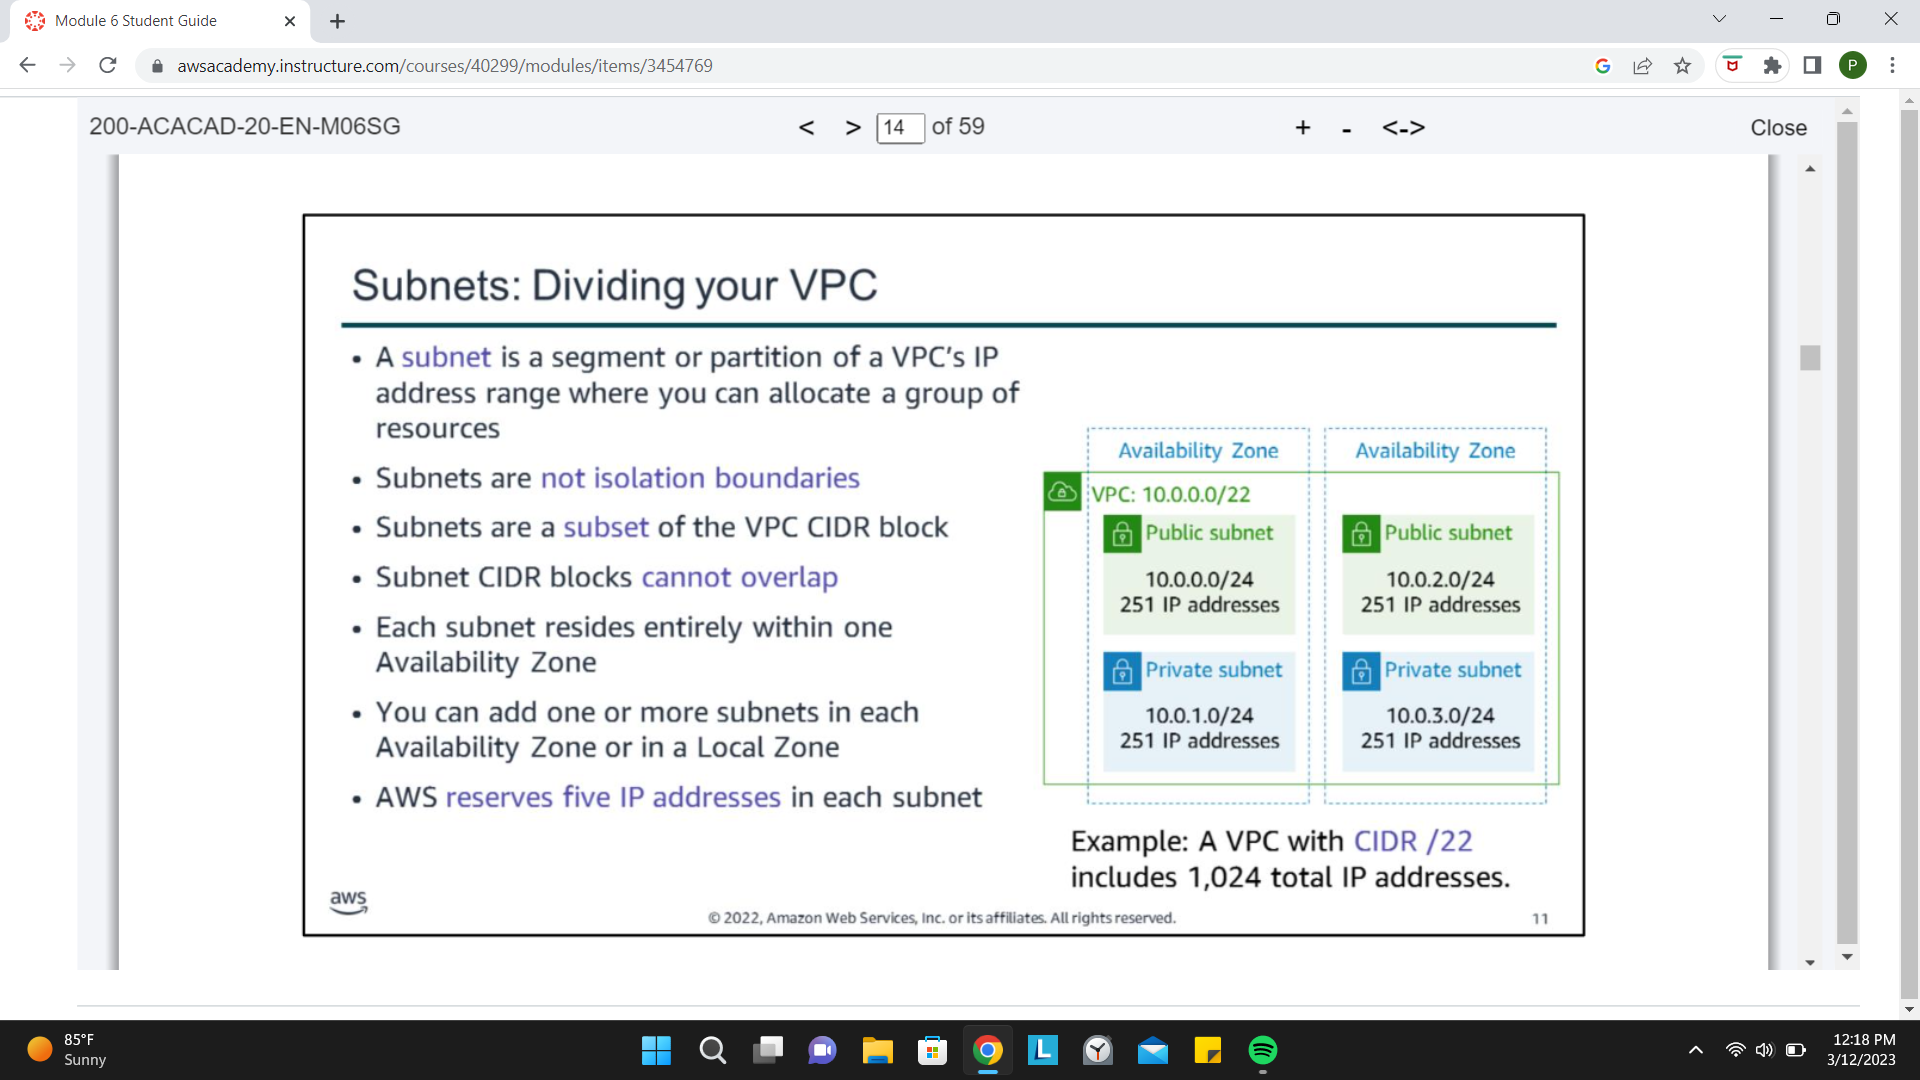 Module 6 Student Guide
awsacademy.instructure.com/courses/40299/modules/items/3454769
P
200-ACACAD-20-EN-M06SG
< > 14 of 59
+ - <-> Close
Subnets: Dividing your VPC
• A subnet is a segment or partition of a VPC's IP
address range where you can allocate a group of
resources
• Subnets are not isolation boundaries
• Subnets are a subset of the VPC CIDR block
• Subnet CIDR blocks cannot overlap
• Each subnet resides entirely within one
Availability Zone
• You can add one or more subnets in each
Availability Zone or in a Local Zone
• AWS reserves five IP addresses in each subnet
Availability Zone
Availability Zone
VPC: 10.0.0.0/22
Public subnet
10.0.0.0/24
251 IP addresses
Public subnet
10.0.2.0/24
251 IP addresses
Private subnet
10.0.1.0/24
251 IP addresses
Private subnet
10.0.3.0/24
251 IP addresses
Example: A VPC with CIDR /22
includes 1,024 total IP addresses.
aws
© 2022, Amazon Web Services, Inc. or its affiliates. All rights reserved.
11
85°F
Sunny
L
12:18 PM
3/12/2023